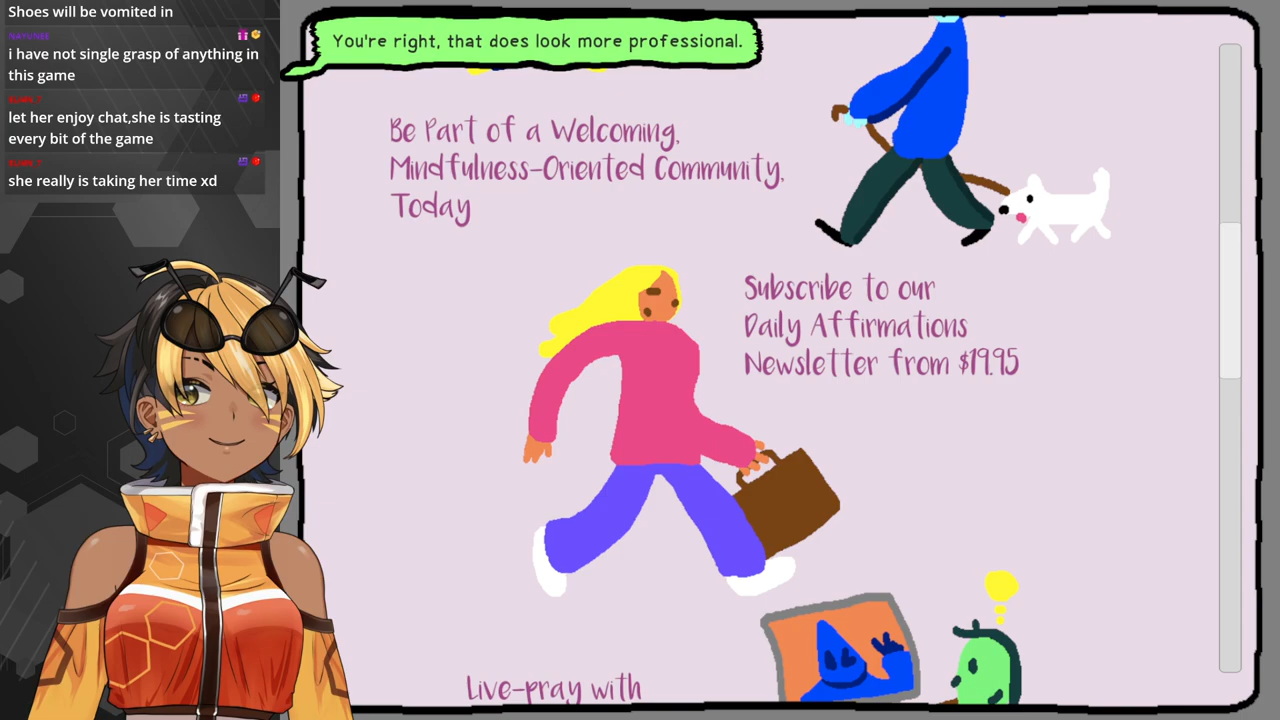 Shoes will be vomited in
NAYUNEE
i have not single grasp of anything in
this game
let her enjoy chat,she is tasting
every bit of the game
she really is taking her time xd
You're right, that does look more professional.
Be Part of a Welcoming,
Mindfulness-Oriented Community,
Today
Subscribe to our
Daily Affirmations
Newsletter from $19.95
Live-pray with